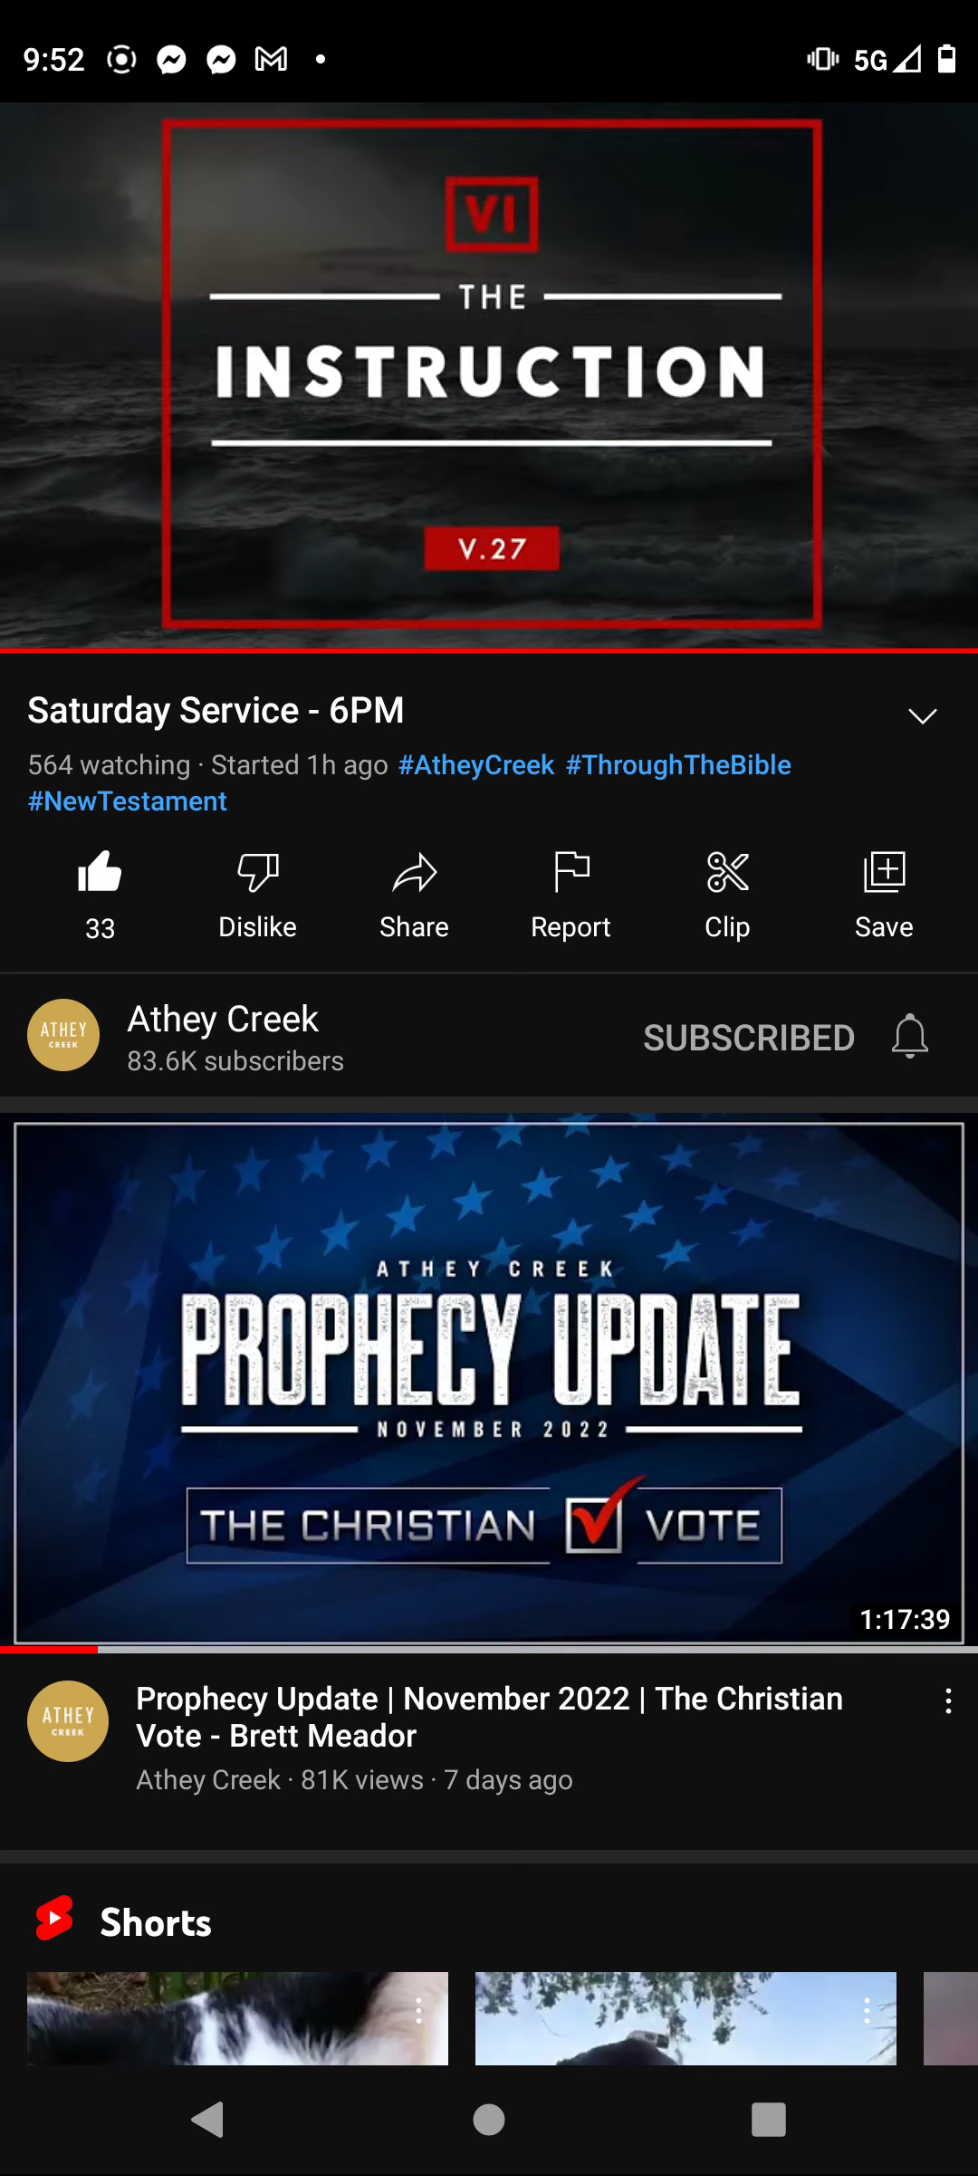 9:52
5G
VI
THE
INSTRUCTION
V.27
Saturday Service - 6PM
564 watching · Started 1h ago #AtheyCreek #ThroughTheBible
#NewTestament
33
Dislike
Share
Report
Clip
Save
ATHEY
CREEK
Athey Creek
83.6K subscribers
SUBSCRIBED
ATHEY CREEK
PROPHECY UPDATE
NOVEMBER 2022
THE CHRISTIAN VOTE
1:17:39
ATHEY
CREEK
Prophecy Update | November 2022 | The Christian
Vote - Brett Meador
Athey Creek · 81K views · 7 days ago
Shorts